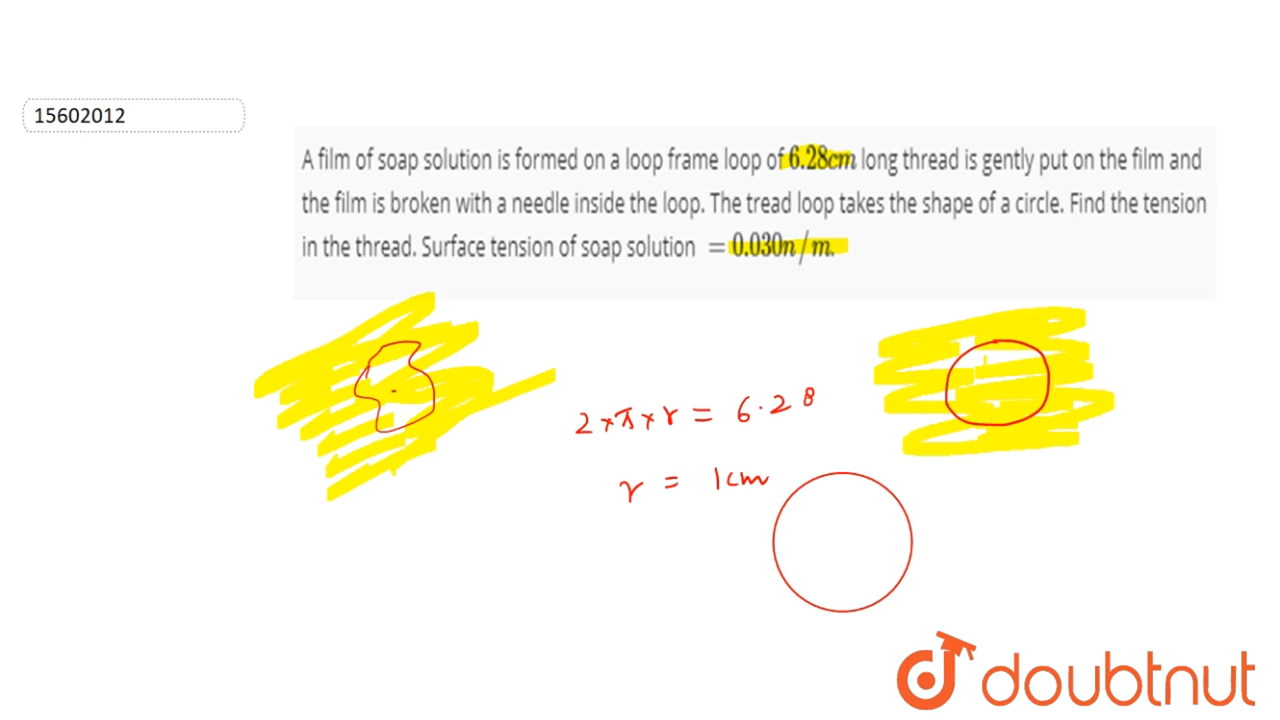 15602012
A film of soap solution is formed on a loop frame loop of 6.28cm long thread is gently put on the film and
the film is broken with a needle inside the loop. The tread loop takes the shape of a circle. Find the tension
in the thread. Surface tension of soap solution = 0.030n/m.
2 × π × r = 6.28
r = 1cm
doubtnut